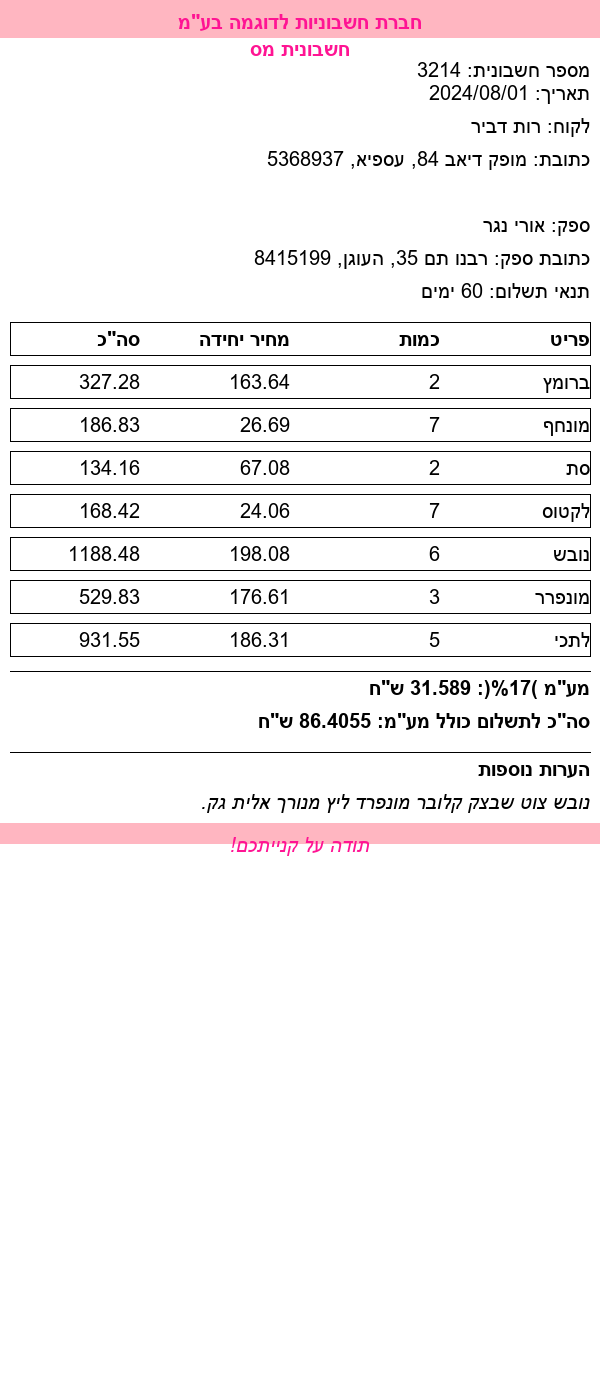 חברת חשבוניות לדוגמה בע"מ
חשבונית מס
מספר חשבונית: 3214
תאריך: 2024/08/01
לקוח: רות דביר
כתובת: מופק דיאב 84, עספיא, 5368937
ספק: אורי נגר
כתובת ספק: רבנו תם 35, העוגן, 8415199
תנאי תשלום: 60 ימים
פריט כמות מחיר יחידה סה"כ
ברומץ 2 163.64 327.28
מונחף 7 26.69 186.83
סת 2 67.08 134.16
לקטוס 7 24.06 168.42
נובש 6 198.08 1188.48
מונפרר 3 176.61 529.83
לתכי 5 186.31 931.55
מע"מ )17%(: 31.589 ש"ח
סה"כ לתשלום כולל מע"מ: 86.4055 ש"ח
הערות נוספות
נובש צוט שבצק קלובר מונפרד ליץ מנורך אלית גק.
תודה על קנייתכם!